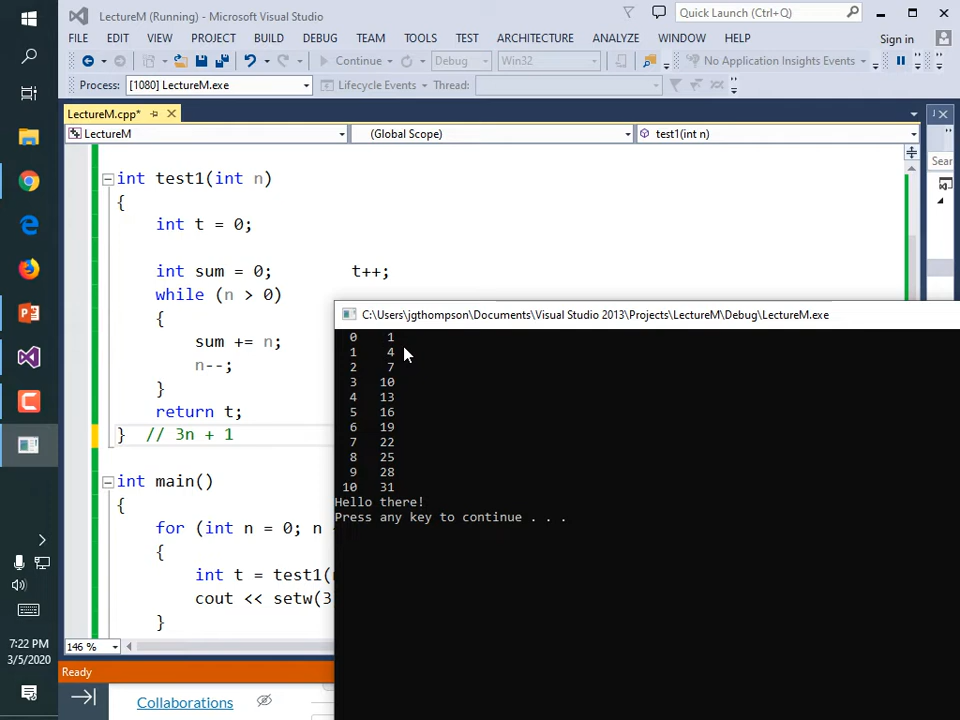 LectureM (Running) - Microsoft Visual Studio
Quick Launch (Ctrl+Q)
FILE EDIT VIEW PROJECT BUILD DEBUG TEAM TOOLS TEST ARCHITECTURE ANALYZE WINDOW HELP Sign in
Continue Debug Win32 No Application Insights Events
Process: [1080] LectureM.exe Lifecycle Events Thread:
LectureM.cpp*
LectureM (Global Scope) test1(int n)
Sear
int test1(int n)
{
int t = 0;
int sum = 0; t++;
while (n > 0)
{
sum += n;
n--;
}
return t;
} // 3n + 1
int main()
{
for (int n = 0; n
{
int t = test1(
cout << setw(3
}
146 %
Ready
Collaborations
C:\Users\jgthompson\Documents\Visual Studio 2013\Projects\LectureM\Debug\LectureM.exe
0 1
1 4
2 7
3 10
4 13
5 16
6 19
7 22
8 25
9 28
10 31
Hello there!
Press any key to continue . . .
7:22 PM
3/5/2020